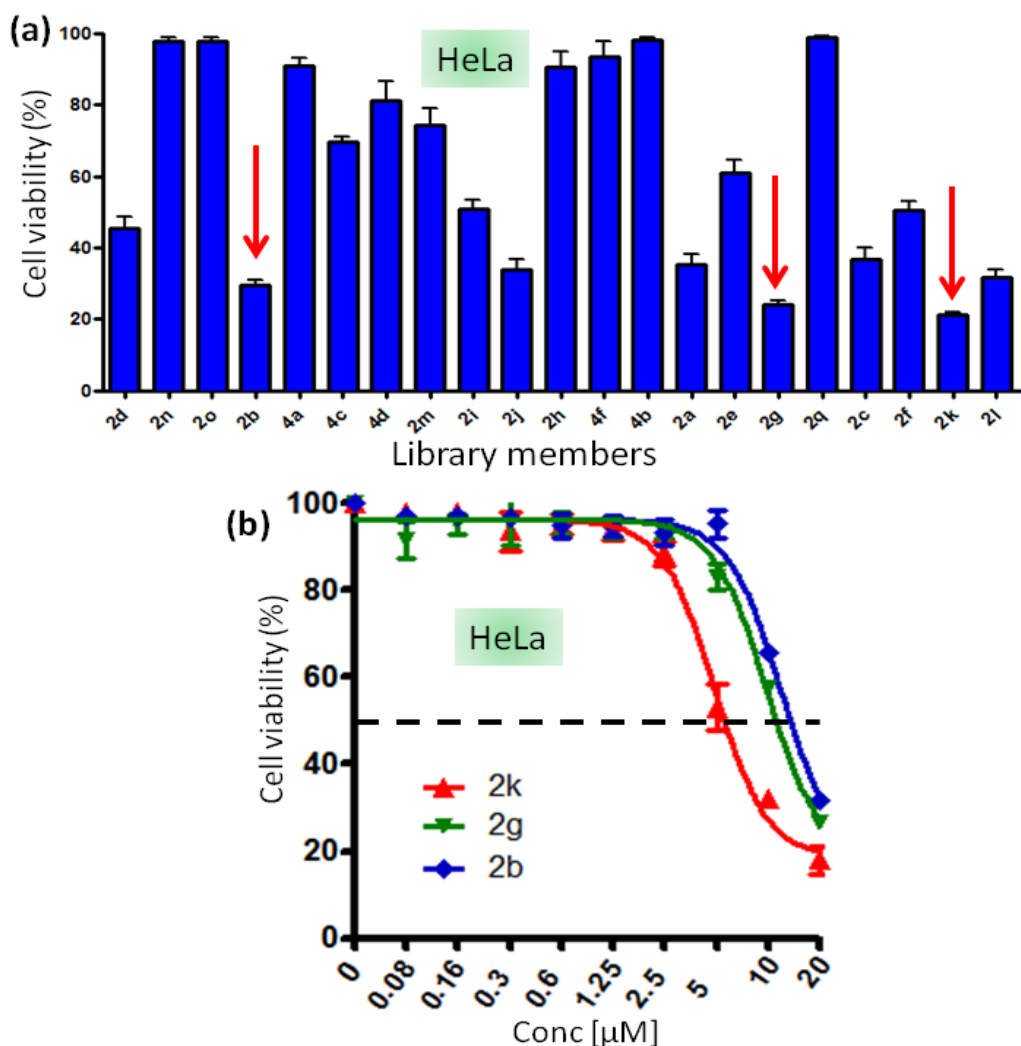 (a)
HeLa
Cell viability (%)
100
80
60
40
20
0
2d 2n 2o 2b 4a 4c 4d 2m 2i 2j 2h 4f 4b 2a 2e 2g 2q 2c 2f 2k 2l
Library members
(b)
HeLa
Cell viability (%)
100
80
60
40
20
0
2k
2g
2b
0 0.08 0.16 0.3 0.6 1.25 2.5 5 10 20
Conc [µM]